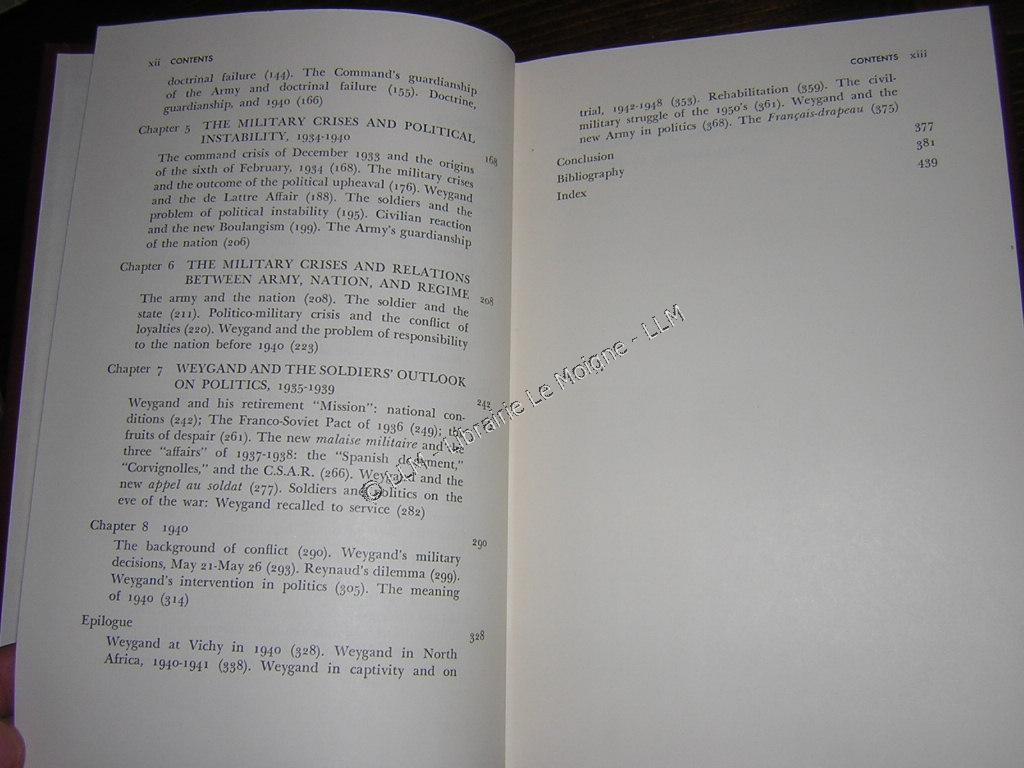 xii CONTENTS
doctrinal failure (144). The Command's guardianship
of the Army and doctrinal failure (155). Doctrine,
guardianship, and 1940 (166)
Chapter 5 THE MILITARY CRISES AND POLITICAL
INSTABILITY, 1934-1940 168
The command crisis of December 1933 and the origins
of the sixth of February, 1934 (168). The military crises
and the outcome of the political upheaval (176). Weygand
and the de Lattre Affair (188). The soldiers and the
problem of political instability (195). Civilian reaction
and the new Boulangism (199). The Army's guardianship
of the nation (206)
Chapter 6 THE MILITARY CRISES AND RELATIONS
BETWEEN ARMY, NATION, AND REGIME 208
The army and the nation (208). The soldier and the
state (211). Politico-military crisis and the conflict of
loyalties (220). Weygand and the problem of responsibility
to the nation before 1940 (223)
Chapter 7 WEYGAND AND THE SOLDIERS' OUTLOOK
ON POLITICS, 1935-1939 242
Weygand and his retirement "Mission": national con-
ditions (242); The Franco-Soviet Pact of 1936 (249); the
fruits of despair (261). The new malaise militaire and the
three "affairs" of 1937-1938: the "Spanish document,"
"Corvignolles," and the C.S.A.R. (266). Weygand and the
new appel au soldat (277). Soldiers and politics on the
eve of the war: Weygand recalled to service (282)
Chapter 8 1940 290
The background of conflict (290). Weygand's military
decisions, May 21-May 26 (293). Reynaud's dilemma (299).
Weygand's intervention in politics (305). The meaning
of 1940 (314)
Epilogue 328
Weygand at Vichy in 1940 (328). Weygand in North
Africa, 1940-1941 (338). Weygand in captivity and on
CONTENTS xiii
trial, 1942-1948 (353). Rehabilitation (359). The civil-
military struggle of the 1950's (361). Weygand and the
new Army in politics (368). The Français-drapeau (375)
Conclusion 377
Bibliography 381
Index 439
© LLM - Librairie Le Moigne - LLM